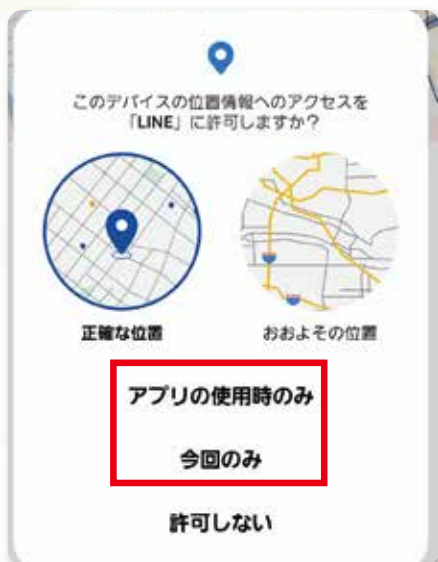 このデバイスの位置情報へのアクセスを
「LINE」に許可しますか？
正確な位置
おおよその位置
アプリの使用時のみ
今回のみ
許可しない